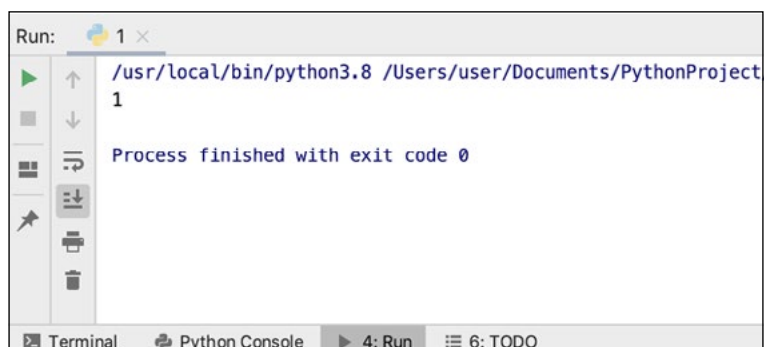 Run: 1 ×
/usr/local/bin/python3.8 /Users/user/Documents/PythonProject
1
Process finished with exit code 0
Terminal Python Console 4: Run 6: TODO